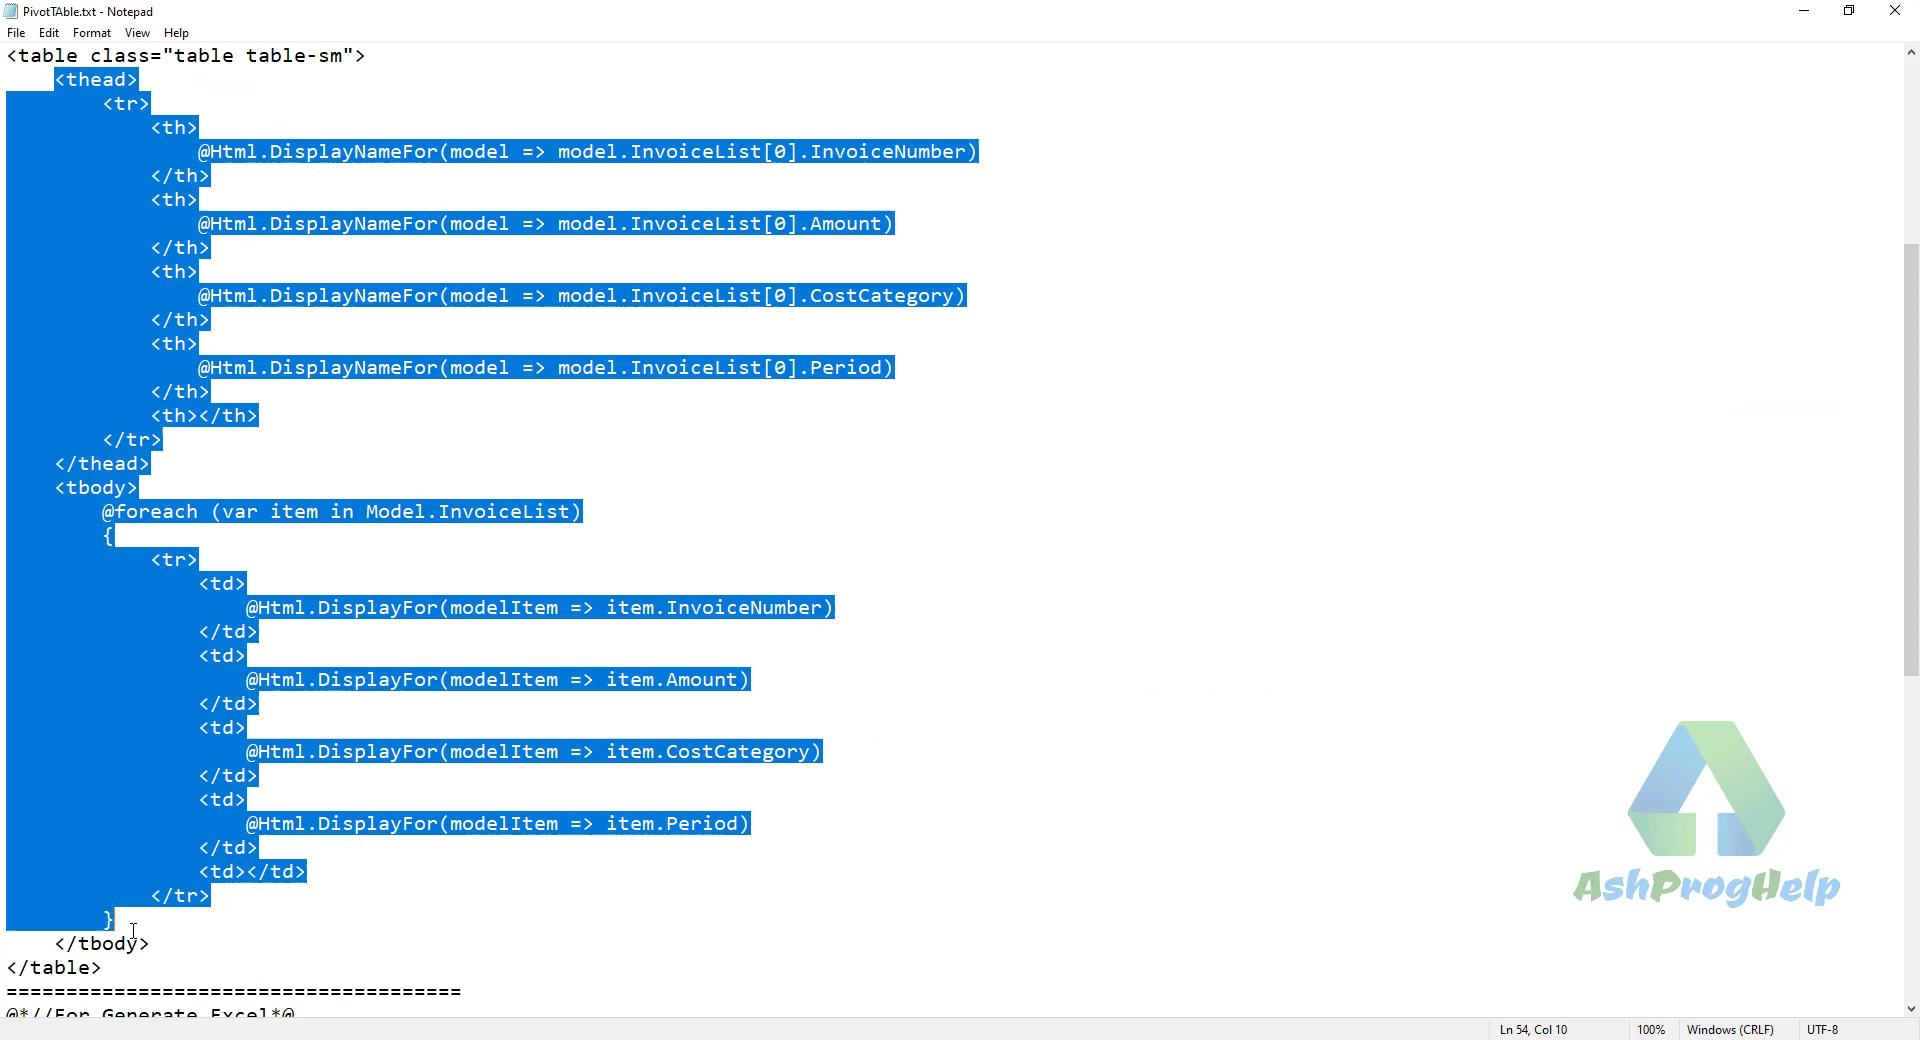 PivotTAble.txt - Notepad
File Edit Format View Help
<table class="table table-sm">
<thead>
<tr>
<th>
@Html.DisplayNameFor(model => model.InvoiceList[0].InvoiceNumber)
</th>
<th>
@Html.DisplayNameFor(model => model.InvoiceList[0].Amount)
</th>
<th>
@Html.DisplayNameFor(model => model.InvoiceList[0].CostCategory)
</th>
<th>
@Html.DisplayNameFor(model => model.InvoiceList[0].Period)
</th>
<th></th>
</tr>
</thead>
<tbody>
@foreach (var item in Model.InvoiceList)
{
<tr>
<td>
@Html.DisplayFor(modelItem => item.InvoiceNumber)
</td>
<td>
@Html.DisplayFor(modelItem => item.Amount)
</td>
<td>
@Html.DisplayFor(modelItem => item.CostCategory)
</td>
<td>
@Html.DisplayFor(modelItem => item.Period)
</td>
<td></td>
</tr>
}
</tbody>
</table>
======================================
@*//For Generate Excel*@
AshProgHelp
Ln 54, Col 10 100% Windows (CRLF) UTF-8